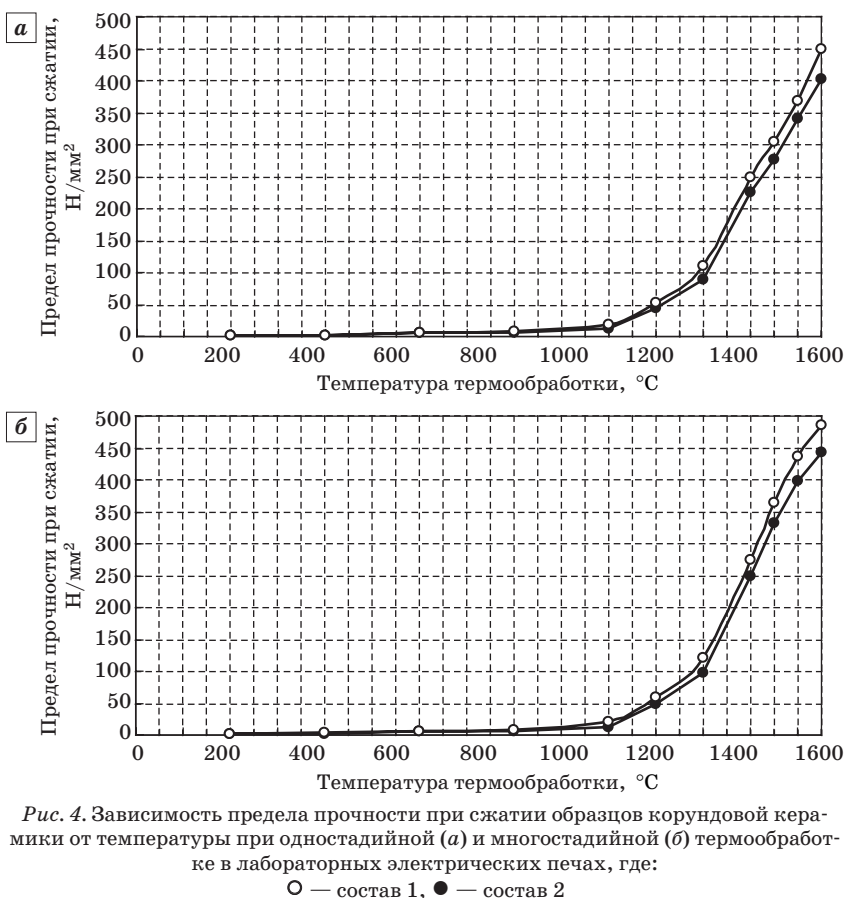 а
Предел прочности при сжатии,
Н/мм²
500
450
400
350
300
250
200
150
100
50
0
0 200 400 600 800 1000 1200 1400 1600
Температура термообработки, °С
б
Предел прочности при сжатии,
Н/мм²
500
450
400
350
300
250
200
150
100
50
0
0 200 400 600 800 1000 1200 1400 1600
Температура термообработки, °С
Рис. 4. Зависимость предела прочности при сжатии образцов корундовой кера-
мики от температуры при одностадийной (а) и многостадийной (б) термообработ-
ке в лабораторных электрических печах, где:
○ — состав 1, ● — состав 2